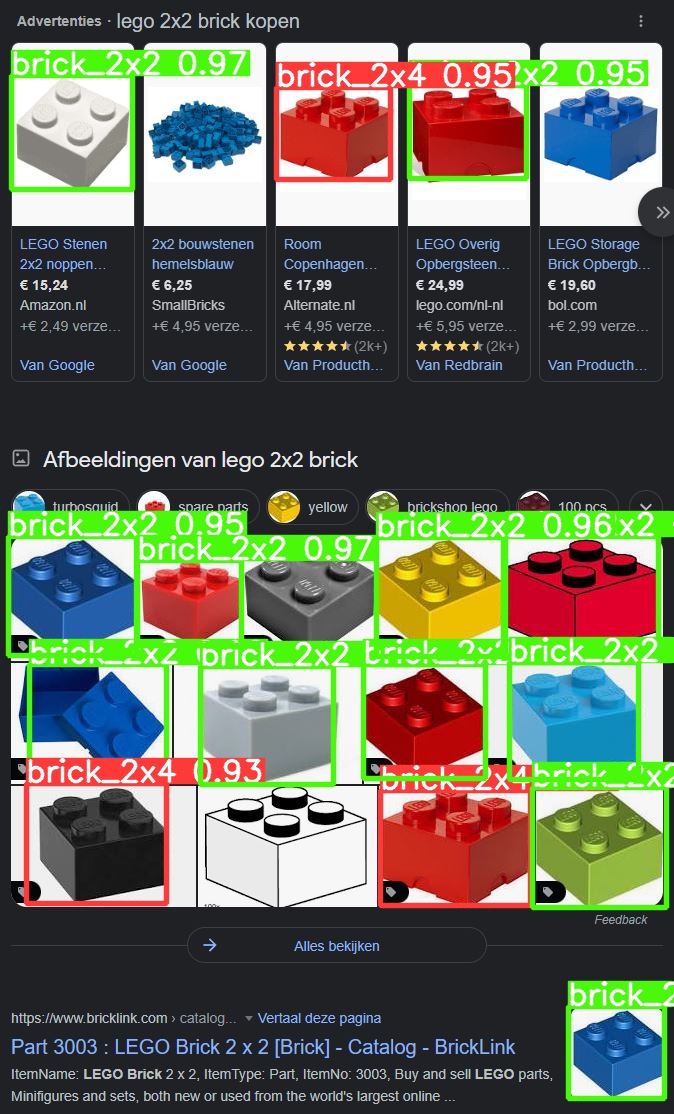 Advertenties · lego 2x2 brick kopen
brick_2x2 0.97
brick_2x4 0.95
2x2 0.95
LEGO Stenen
2x2 noppen...
€ 15,24
Amazon.nl
+€ 2,49 verze...
Van Google
2x2 bouwstenen
hemelsblauw
€ 6,25
SmallBricks
+€ 4,95 verze...
Van Google
Room
Copenhagen...
€ 17,99
Alternate.nl
+€ 4,95 verze...
(2k+)
Van Producth...
LEGO Overig
Opbergsteen...
€ 24,99
lego.com/nl-nl
+€ 5,95 verze...
(2k+)
Van Redbrain
LEGO Storage
Brick Opbergb...
€ 19,60
bol.com
+€ 2,99 verze...
Van Producth...
Afbeeldingen van lego 2x2 brick
turbosquid
spare parts
yellow
brickshop lego
100 pcs
brick_2x2 0.95
brick_2x2 0.97
brick_2x2 0.96
x2
brick_2x2
brick_2x2
brick_2x2
brick_2x2
brick_2x4 0.93
brick_2x4
brick_2x2
Feedback
Alles bekijken
https://www.bricklink.com › catalog... Vertaal deze pagina
brick_2
Part 3003 : LEGO Brick 2 x 2 [Brick] - Catalog - BrickLink
ItemName: LEGO Brick 2 x 2, ItemType: Part, ItemNo: 3003, Buy and sell LEGO parts,
Minifigures and sets, both new or used from the world's largest online ...